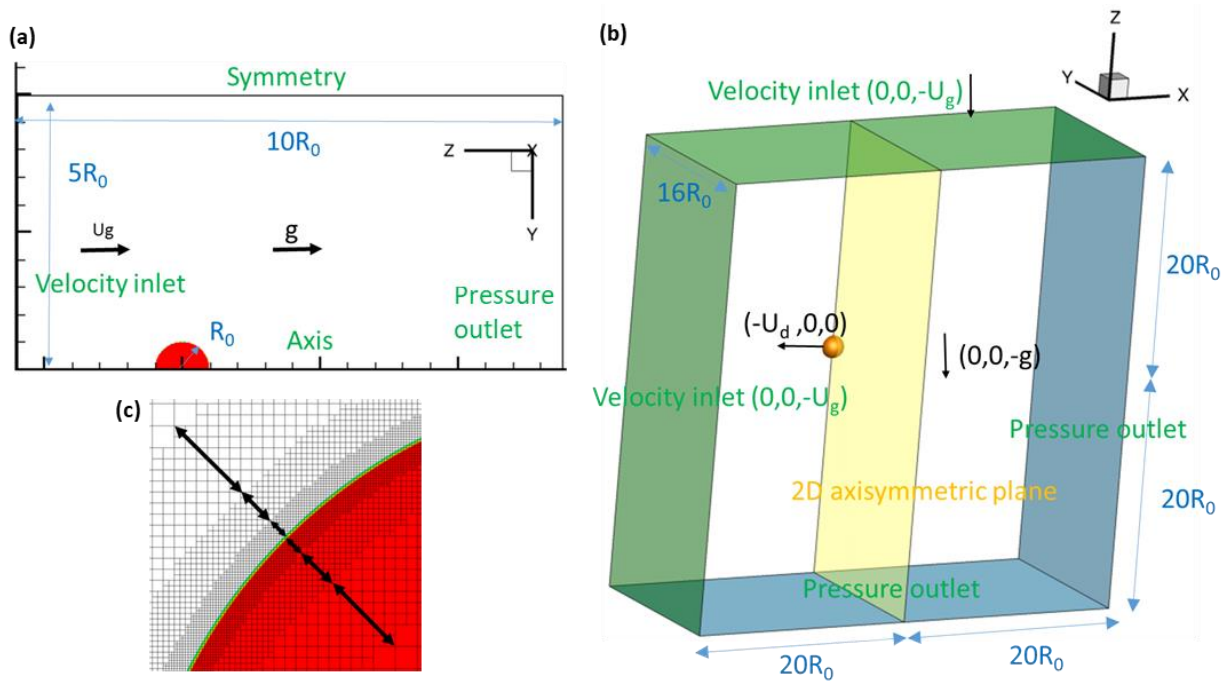 (a)
Symmetry
10R₀
5R₀
Z
X
Y
Ug
g
Velocity inlet
Pressure
outlet
R₀
Axis
(b)
Z
Y
X
Velocity inlet (0,0,-Ug)
16R₀
20R₀
(-Ud ,0,0)
(0,0,-g)
Velocity inlet (0,0,-Ug)
Pressure outlet
2D axisymmetric plane
20R₀
Pressure outlet
20R₀
20R₀
(c)